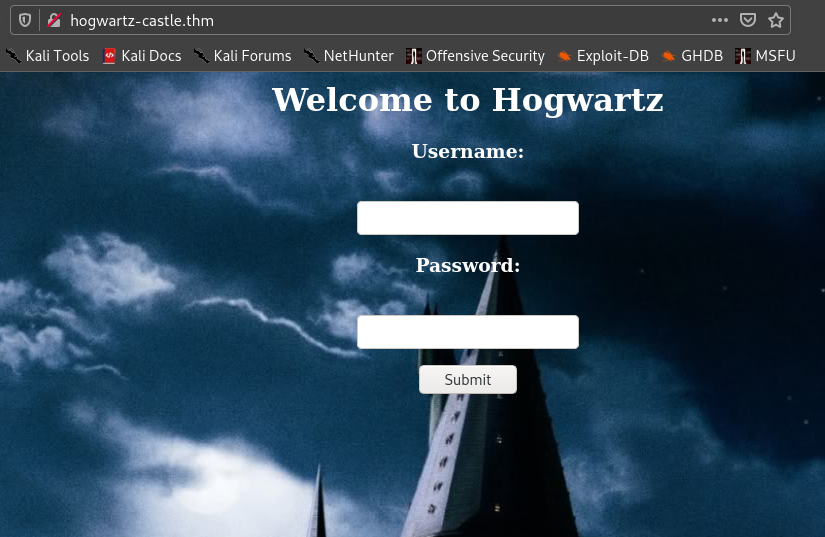 hogwartz-castle.thm
Kali Tools Kali Docs Kali Forums NetHunter Offensive Security Exploit-DB GHDB MSFU
Welcome to Hogwartz
Username:
Password:
Submit